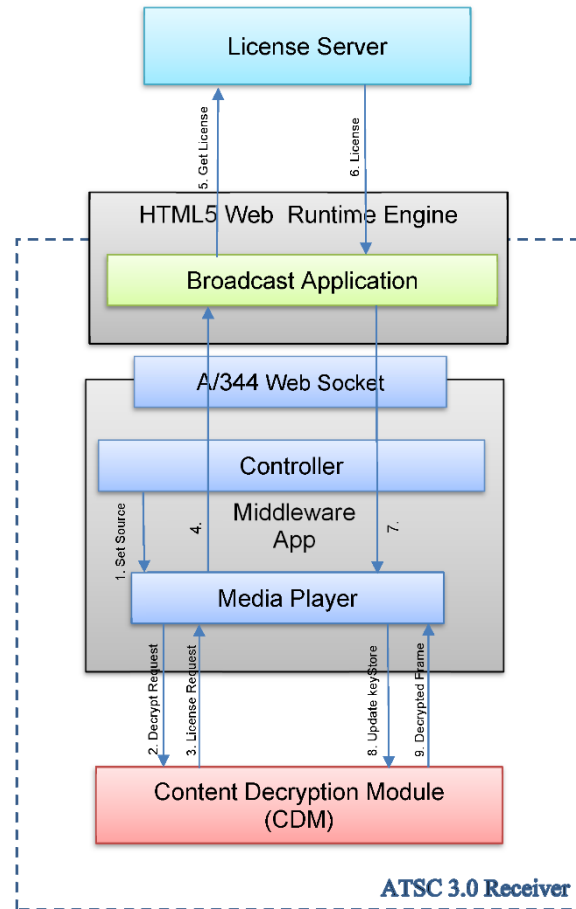 License Server
5. Get License
6. License
HTML5 Web Runtime Engine
Broadcast Application
A/344 Web Socket
Controller
1. Set Source
4.
Middleware
App
7.
Media Player
2. Decrypt Request
3. License Request
8. Update keyStore
9. Decrypted Frame
Content Decryption Module
(CDM)
ATSC 3.0 Receiver